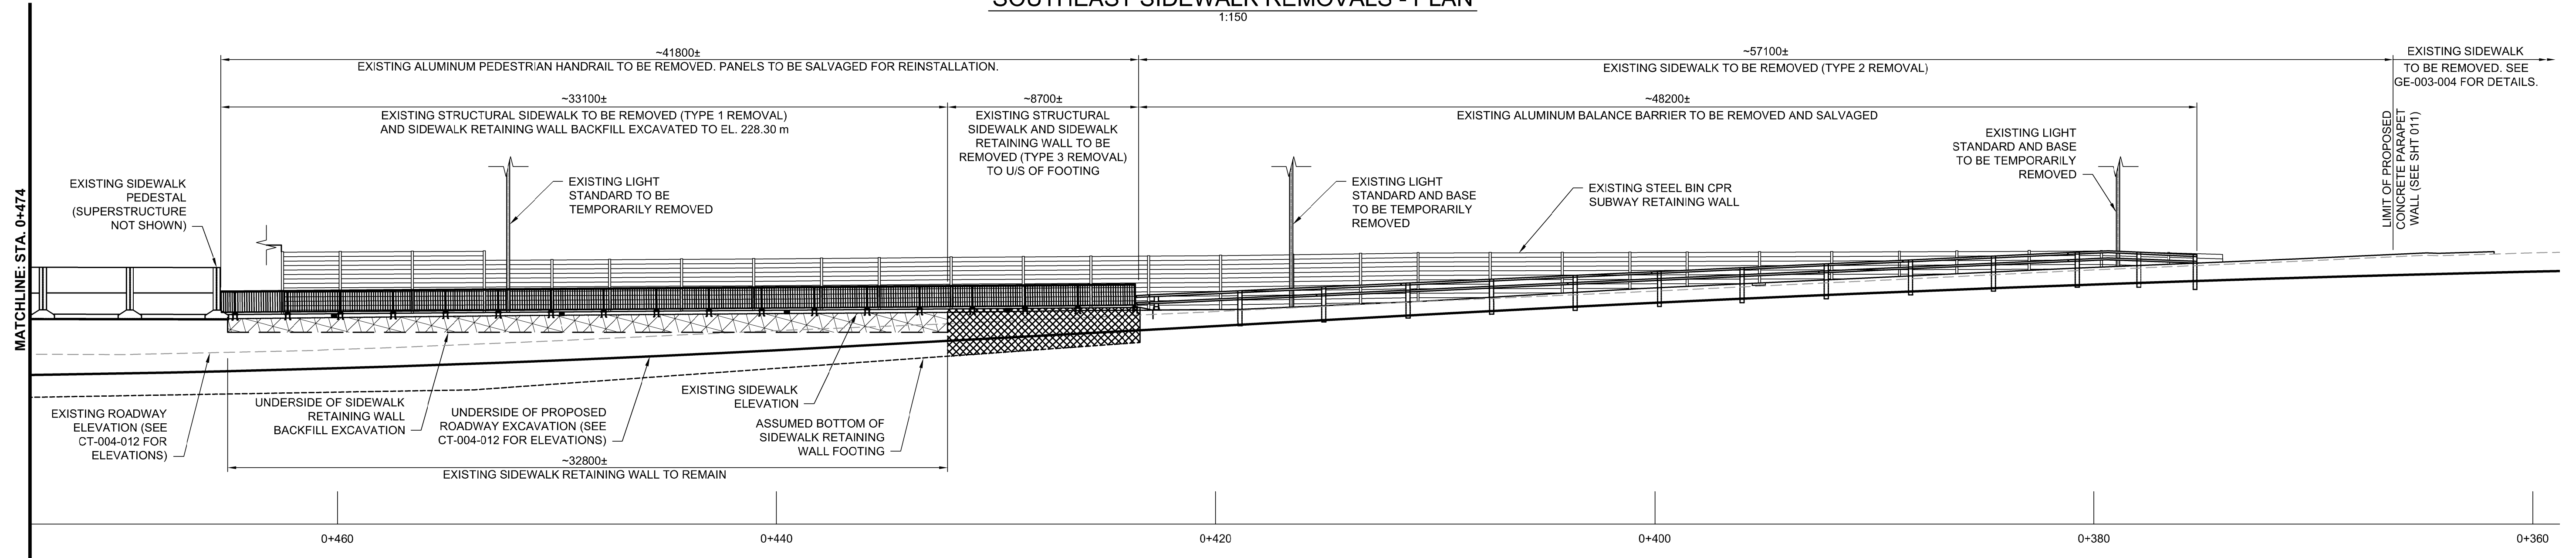 SOUTHEAST SIDEWALK REMOVALS - PLAN
1:150
~41800±
EXISTING ALUMINUM PEDESTRIAN HANDRAIL TO BE REMOVED. PANELS TO BE SALVAGED FOR REINSTALLATION.
~57100±
EXISTING SIDEWALK TO BE REMOVED (TYPE 2 REMOVAL)
EXISTING SIDEWALK
TO BE REMOVED. SEE
GE-003-004 FOR DETAILS.
~33100±
EXISTING STRUCTURAL SIDEWALK TO BE REMOVED (TYPE 1 REMOVAL)
AND SIDEWALK RETAINING WALL BACKFILL EXCAVATED TO EL. 228.30 m
~8700±
EXISTING STRUCTURAL
SIDEWALK AND SIDEWALK
RETAINING WALL TO BE
REMOVED (TYPE 3 REMOVAL)
TO U/S OF FOOTING
~48200±
EXISTING ALUMINUM BALANCE BARRIER TO BE REMOVED AND SALVAGED
LIMIT OF PROPOSED
CONCRETE PARAPET
WALL (SEE SHT 011)
EXISTING SIDEWALK
PEDESTAL
(SUPERSTRUCTURE
NOT SHOWN)
EXISTING LIGHT
STANDARD TO BE
TEMPORARILY REMOVED
EXISTING LIGHT
STANDARD AND BASE
TO BE TEMPORARILY
REMOVED
EXISTING STEEL BIN CPR
SUBWAY RETAINING WALL
EXISTING LIGHT
STANDARD AND BASE
TO BE TEMPORARILY
REMOVED
MATCHLINE: STA. 0+474
EXISTING ROADWAY
ELEVATION (SEE
CT-004-012 FOR
ELEVATIONS)
UNDERSIDE OF SIDEWALK
RETAINING WALL
BACKFILL EXCAVATION
UNDERSIDE OF PROPOSED
ROADWAY EXCAVATION (SEE
CT-004-012 FOR ELEVATIONS)
EXISTING SIDEWALK
ELEVATION
ASSUMED BOTTOM OF
SIDEWALK RETAINING
WALL FOOTING
~32800±
EXISTING SIDEWALK RETAINING WALL TO REMAIN
0+460
0+440
0+420
0+400
0+380
0+360